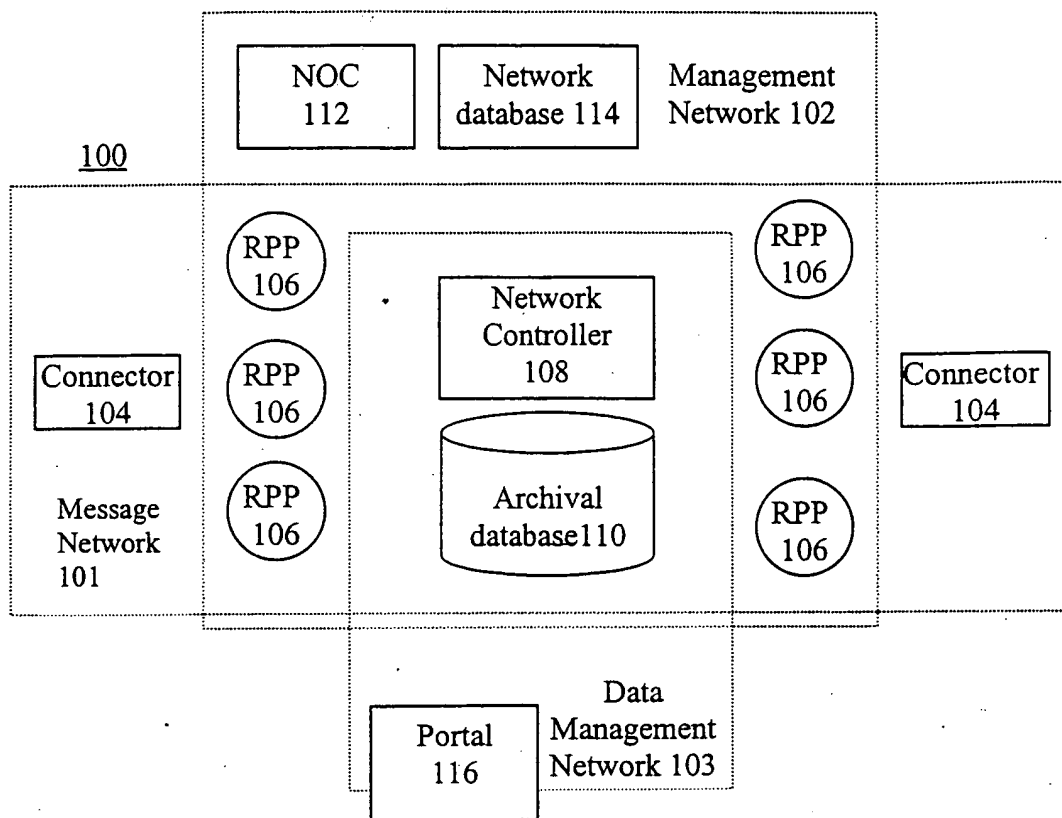 NOC
112
Network
database 114
Management
Network 102
100
RPP
106
RPP
106
Network
Controller
108
Connector
104
RPP
106
RPP
106
Connector
104
Message
Network
101
RPP
106
Archival
database110
RPP
106
Portal
116
Data
Management
Network 103